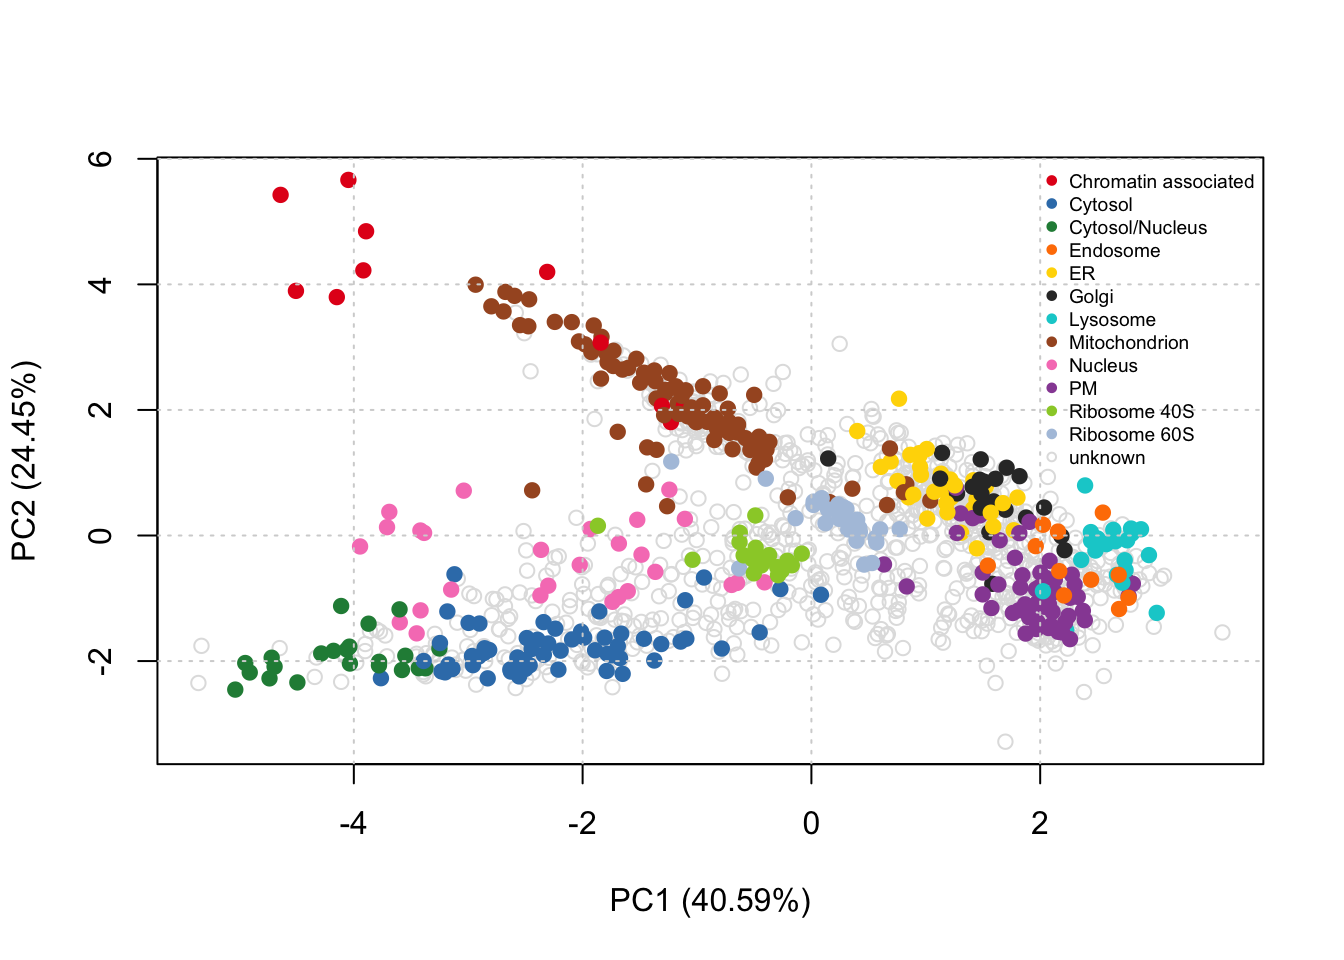 6
4
2
0
-2
PC2 (24.45%)
Chromatin associated
Cytosol
Cytosol/Nucleus
Endosome
ER
Golgi
Lysosome
Mitochondrion
Nucleus
PM
Ribosome 40S
Ribosome 60S
unknown
-4 -2 0 2
PC1 (40.59%)